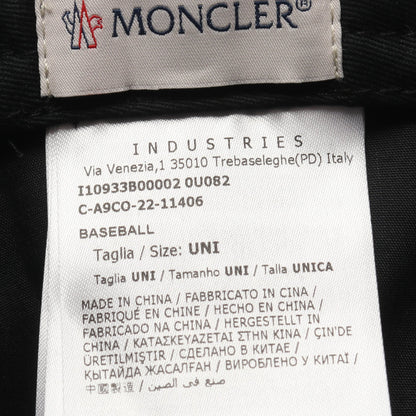 MONCLER®
INDUSTRIES
Via Venezia,1 35010 Trebaseleghe(PD) Italy
I10933B00002 0U082
C-A9CO-22-11406
BASEBALL
Taglia / Size: UNI
Taglia UNI / Tamanho UNI / Talla UNICA
MADE IN CHINA / FABBRICATO IN CINA /
FABRIQUÉ EN CHINE / HECHO EN CHINA /
FABRICADO NA CHINA / HERGESTELLT IN
CHINA / ΚΑΤΑΣΚΕΥΑΖΕΤΑΙ ΣΤΗΝ ΚΙΝΑ / ÇIN'DE
ÜRETILMIŞTIR / СДЕЛАНО В КИТАЕ /
ҚЫТАЙДА ЖАСАЛҒАН / ВИРОБЛЕНО У КИТАЇ /
中國製造 / صنع في الصين